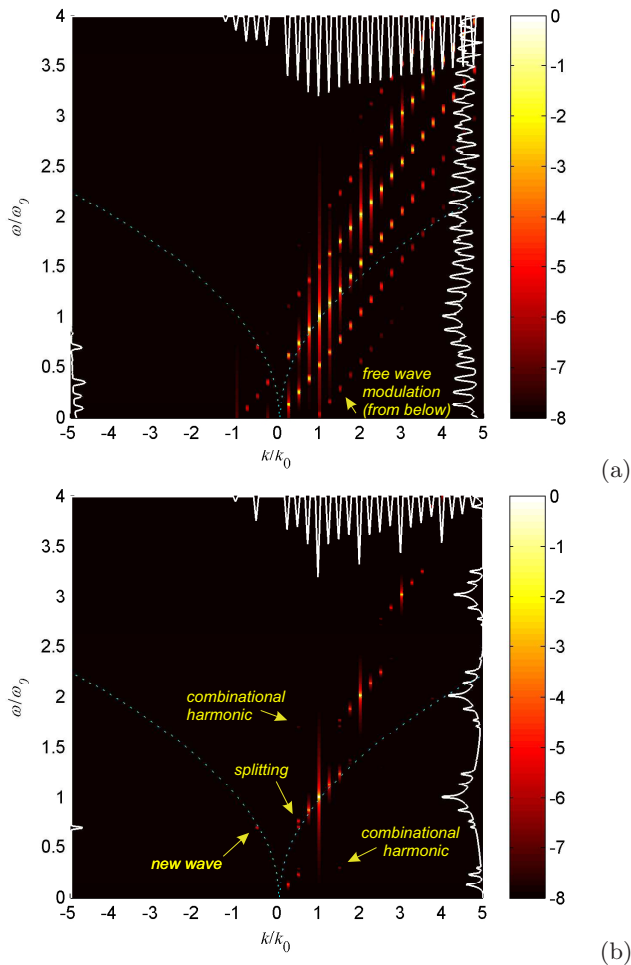 4
3.5
3
2.5
2
1.5
1
0.5
0
ω/ω₀
-5 -4 -3 -2 -1 0 1 2 3 4 5
k/k₀
free wave
modulation
(from below)
0
-1
-2
-3
-4
-5
-6
-7
-8
(a)
4
3.5
3
2.5
2
1.5
1
0.5
0
ω/ω₀
-5 -4 -3 -2 -1 0 1 2 3 4 5
k/k₀
combinational
harmonic
splitting
new wave
combinational
harmonic
0
-1
-2
-3
-4
-5
-6
-7
-8
(b)